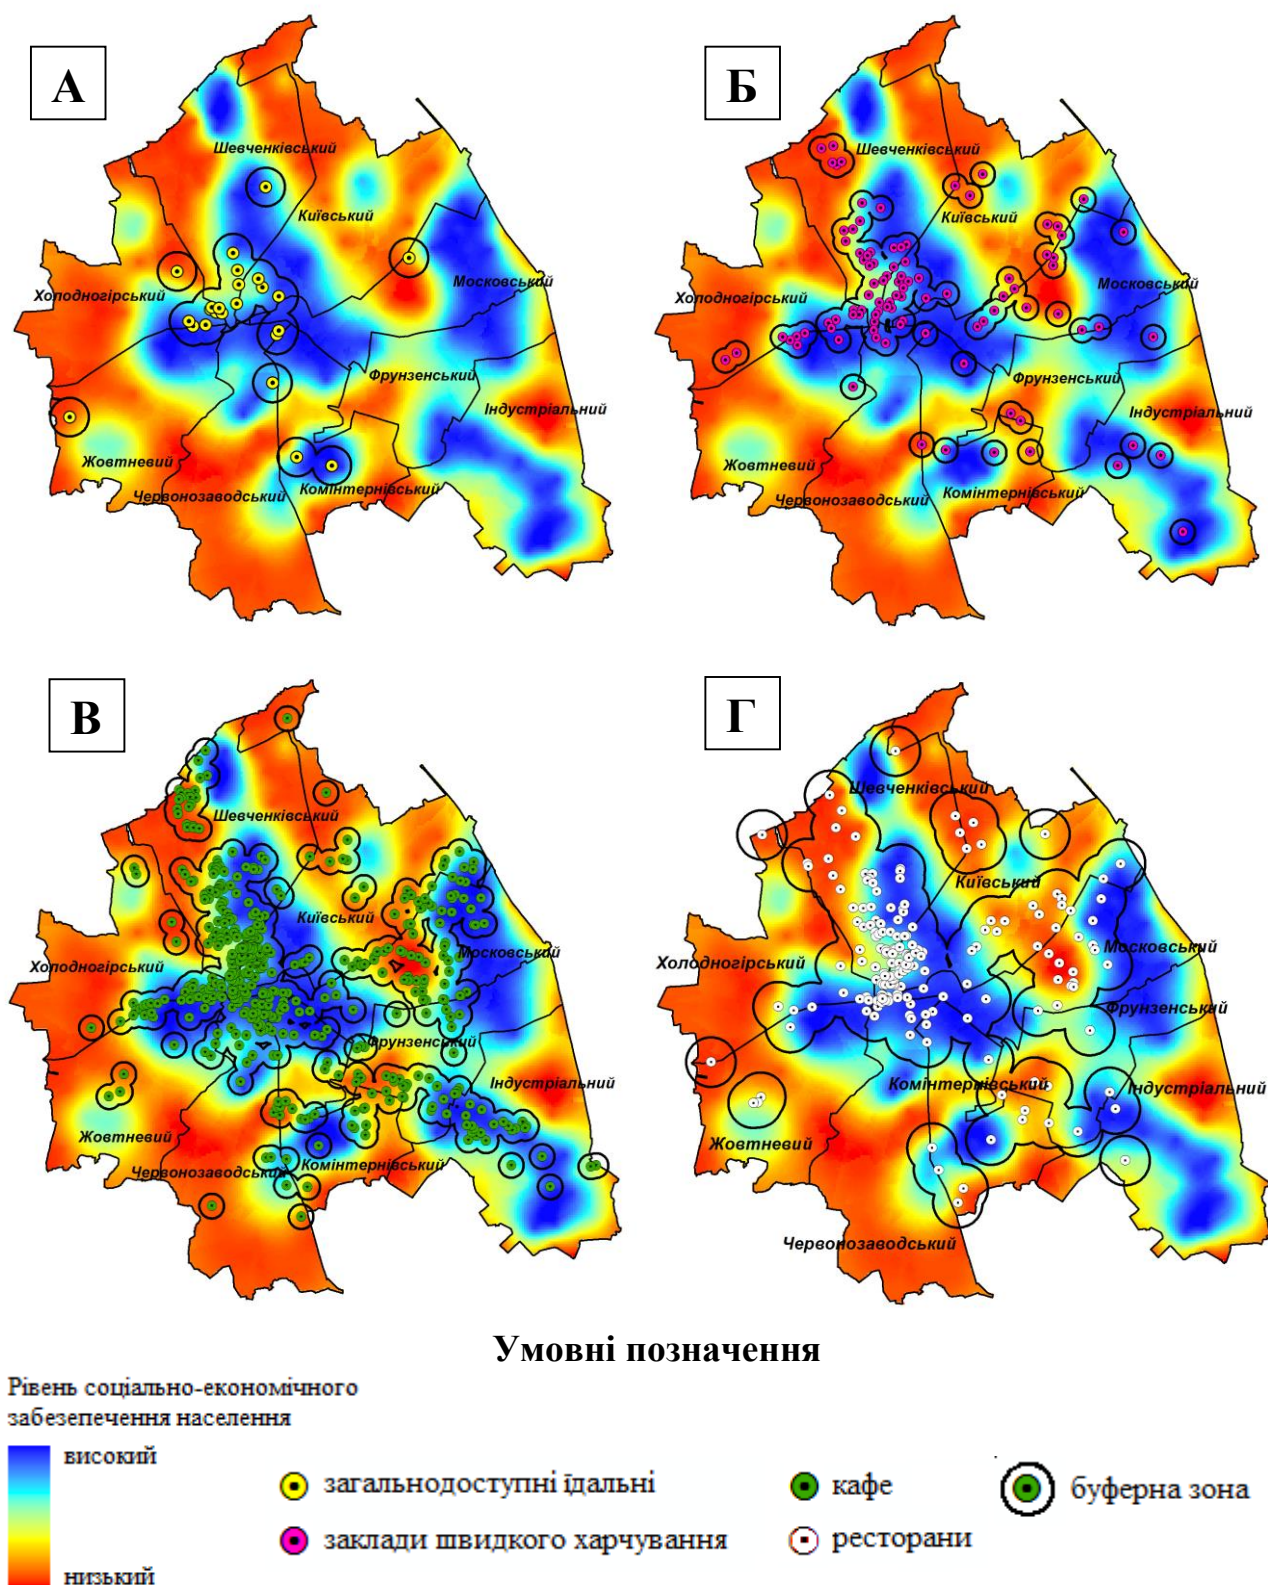 А
Шевченківський
Київський
Холодногірський
Московський
Фрунзенський
Індустріальний
Жовтневий
Червонозаводський
Комінтернівський
Б
Шевченківський
Київський
Холодногірський
Московський
Фрунзенський
Індустріальний
Жовтневий
Червонозаводський
Комінтернівський
В
Шевченківський
Київський
Холодногірський
Московський
Фрунзенський
Індустріальний
Жовтневий
Червонозаводський
Комінтернівський
Г
Шевченківський
Київський
Холодногірський
Московський
Фрунзенський
Комінтернівський
Індустріальний
Жовтневий
Червонозаводський
Умовні позначення
Рівень соціально-економічного
забезепечення населення
високий
низький
загальнодоступні їдальні
заклади швидкого харчування
кафе
ресторани
буферна зона